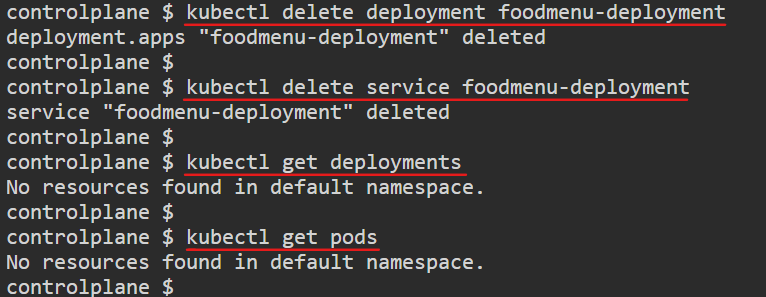 controlplane $ kubectl delete deployment foodmenu-deployment
deployment.apps "foodmenu-deployment" deleted
controlplane $
controlplane $ kubectl delete service foodmenu-deployment
service "foodmenu-deployment" deleted
controlplane $
controlplane $ kubectl get deployments
No resources found in default namespace.
controlplane $
controlplane $ kubectl get pods
No resources found in default namespace.
controlplane $